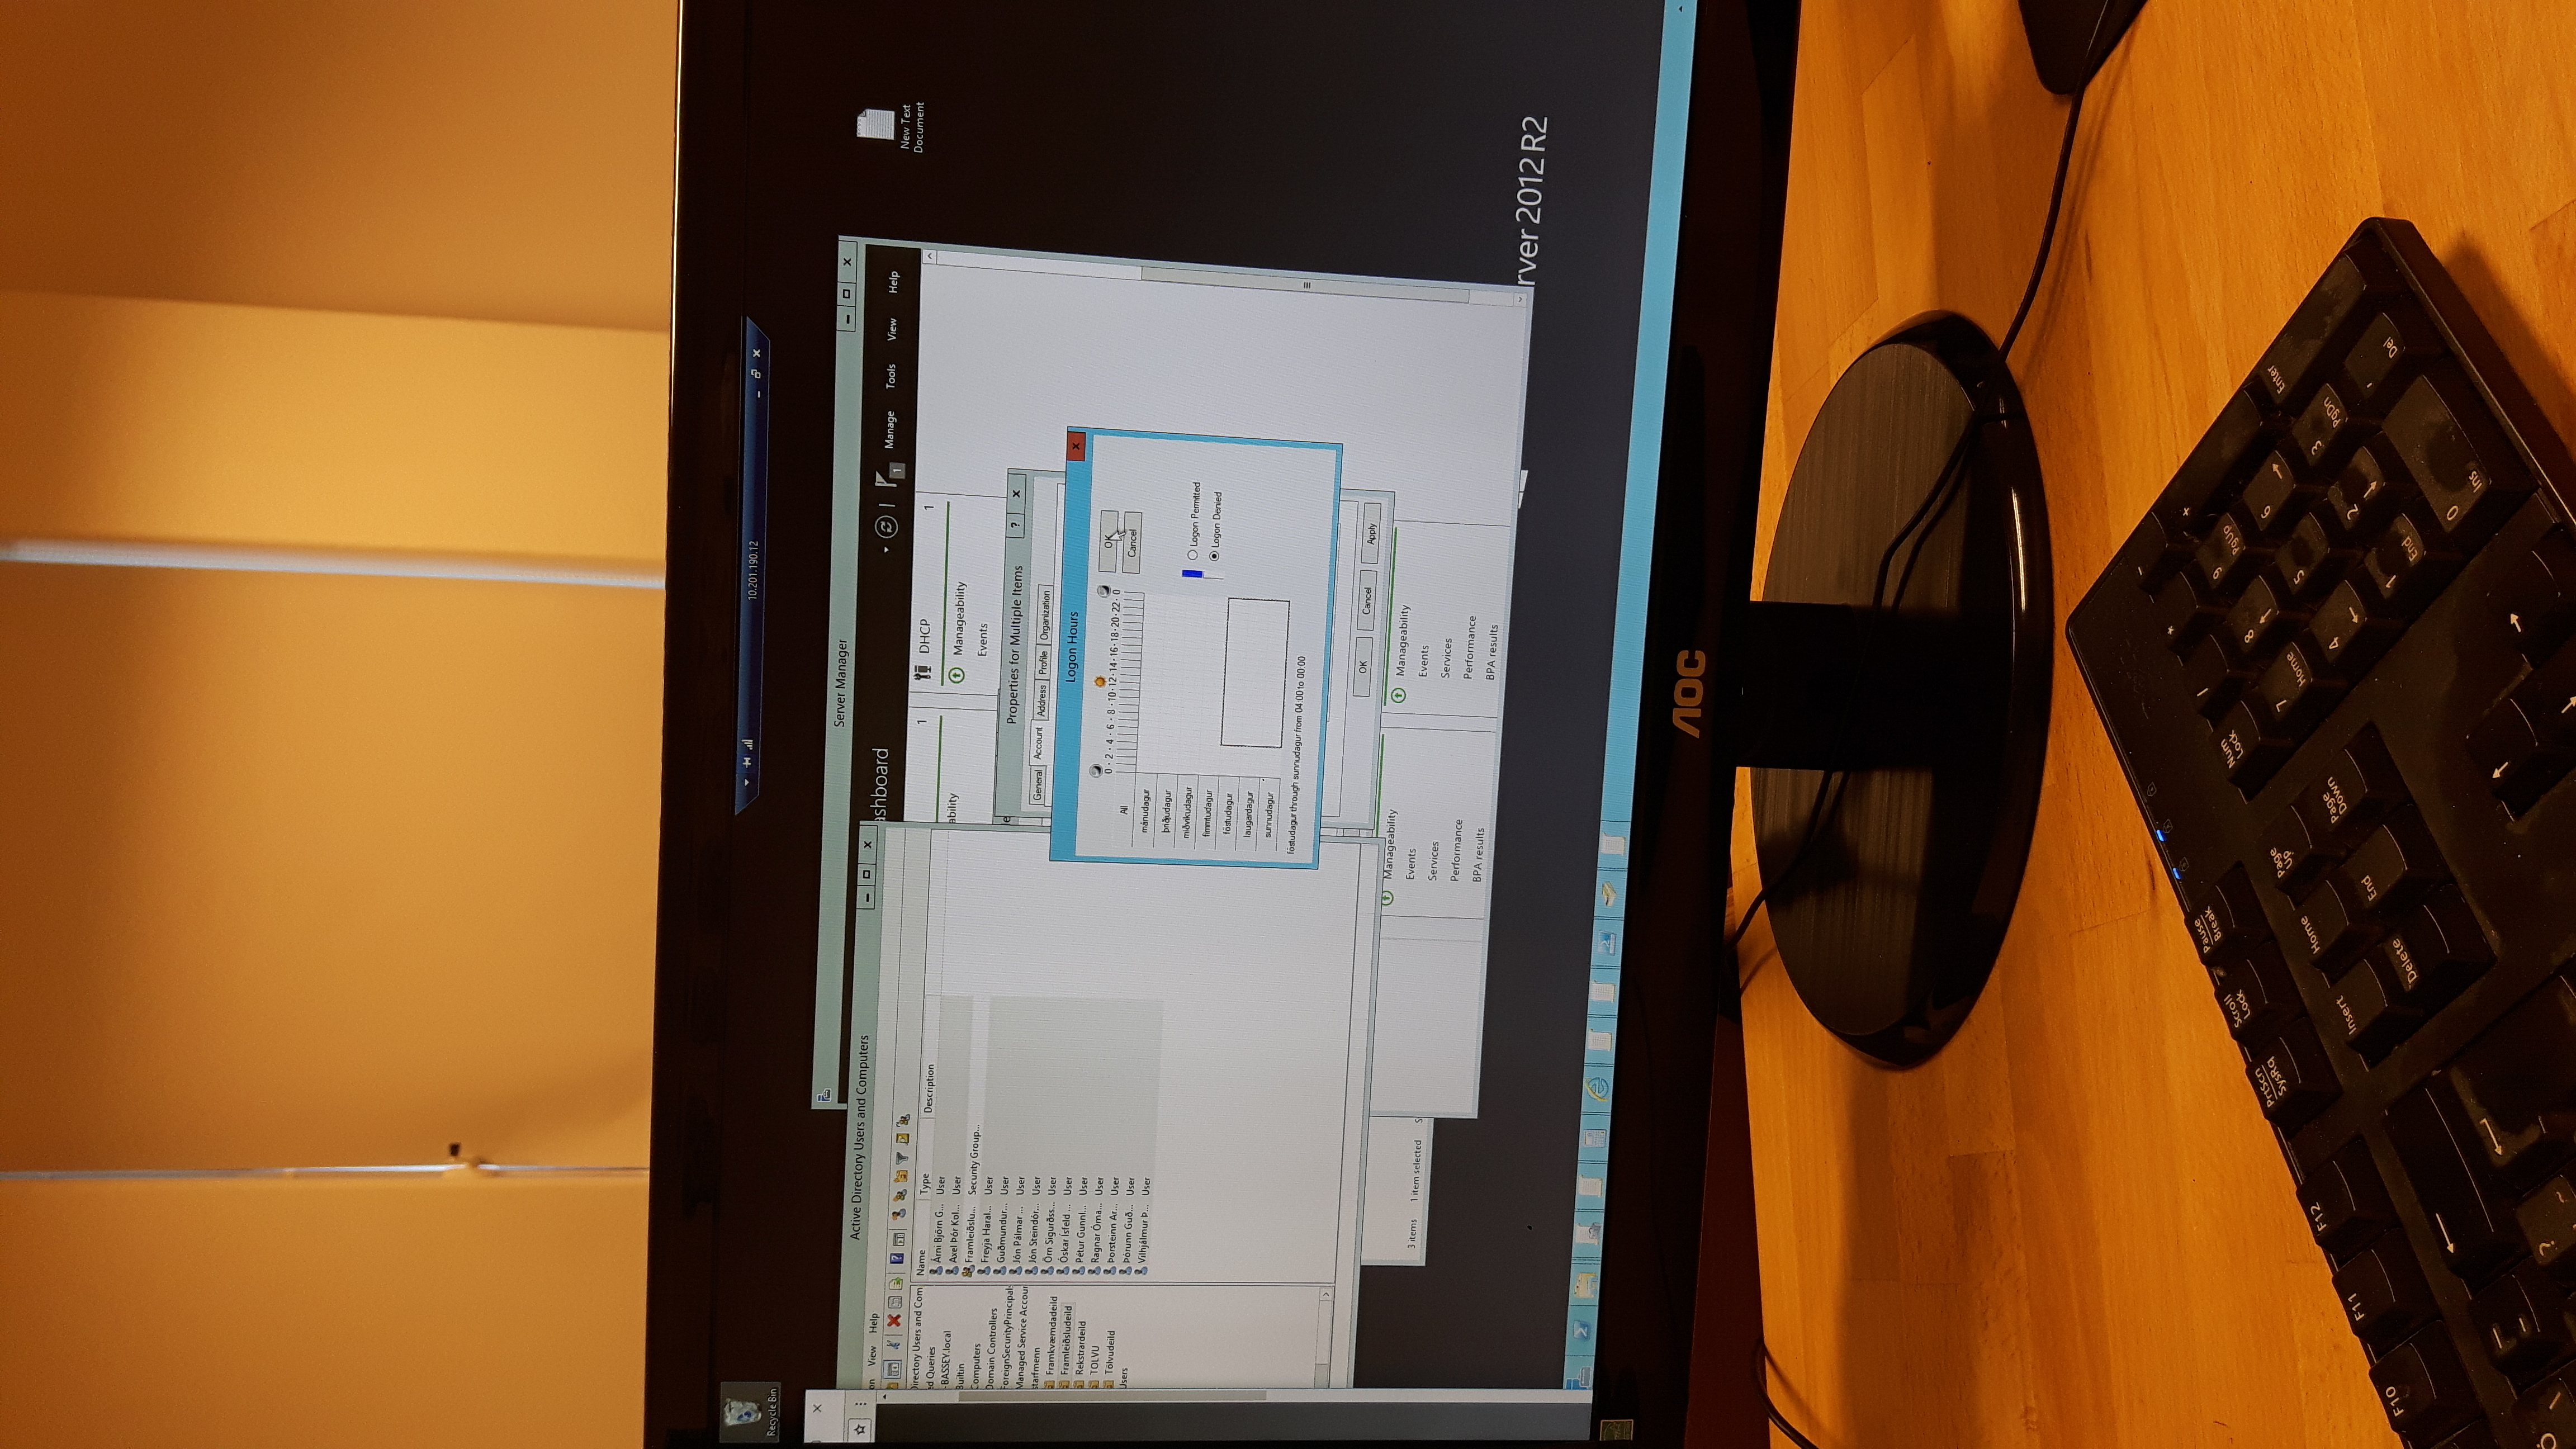 Recycle Bin
10.201.190.12
Server Manager
ashboard
1
Manage
Tools
View
Help
New Text
Document
Active Directory Users and Computers
on View Help
Directory Users and Com
ed Queries
-BASSEY.local
Builtin
Computers
Domain Controllers
ForeignSecurityPrincipal
Managed Service Accour
starfmenn
Framkvæmdadeild
Framleiðsludeild
Rekstrardeild
TOLVU
Tölvudeild
Users
Name Type Description
Árni Björn G... User
Axel Þór Kol... User
Framleiðslu... Security Group...
Freyja Haral... User
Guðmundur... User
Jón Pálmar ... User
Jón Steindór... User
Örn Sigurðss... User
Óskar Ísfeld ... User
Pétur Gunnl... User
Ragnar Óma... User
Þorsteinn Ar... User
Þórunn Guð... User
Vilhjálmur Þ... User
1
ability
DHCP 1
Manageability
Events
Properties for Multiple Items
General Account Address Profile Organization
Logon Hours
0 · 2 · 4 · 6 · 8 · 10 · 12 · 14 · 16 · 18 · 20 · 22 · 0
All
mánudagur
þriðjudagur
miðvikudagur
fimmtudagur
föstudagur
laugardagur
sunnudagur
OK
Cancel
Logon Permitted
Logon Denied
föstudagur through sunnudagur from 04:00 to 00:00
OK Cancel Apply
3 items 1 item selected S
Manageability
Events
Services
Performance
BPA results
Manageability
Events
Services
Performance
BPA results
rver 2012 R2
AOC
Pause
Break
Scroll
Lock
PrtScn
SysRq
F12
F11
F10
Insert
Home
Page
Up
Delete
End
Page
Down
Num
Lock
/
*
-
+
7
Home
8
9
PgUp
4
5
6
1
End
2
3
PgDn
Enter
0
Ins
Del
?
Ö